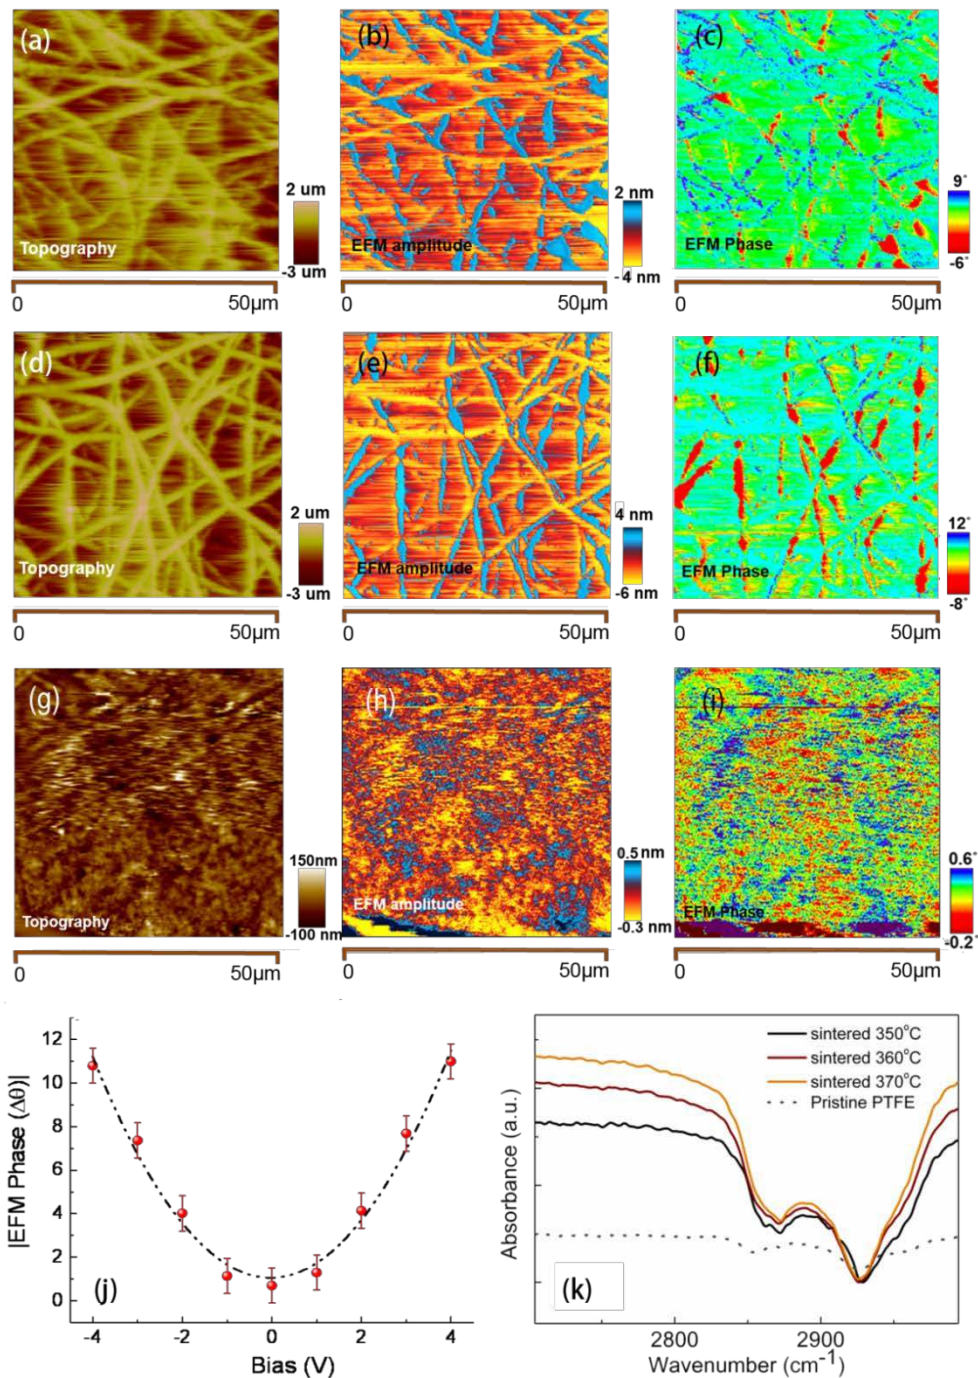 (a)
(b)
(c)
2 um
-3 um
Topography
2 nm
- 4 nm
EFM amplitude
9°
-6°
EFM Phase
0 50μm
0 50μm
0 50μm
(d)
(e)
(f)
2 um
-3 um
Topography
4 nm
-6 nm
EFM amplitude
12°
-8°
EFM Phase
0 50μm
0 50μm
0 50μm
(g)
(h)
(i)
150nm
-100 nm
Topography
0.5 nm
-0.3 nm
EFM amplitude
0.6°
-0.2°
EFM Phase
0 50μm
0 50μm
0 50μm
|EFM Phase (Δθ)|
12
10
8
6
4
2
0
(j)
-4 -2 0 2 4
Bias (V)
Absorbance (a.u.)
sintered 350°C
sintered 360°C
sintered 370°C
Pristine PTFE
(k)
2800 2900
Wavenumber (cm-1)